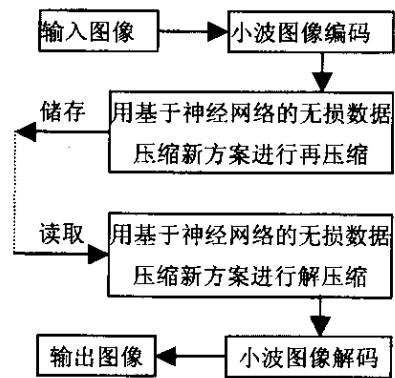 输入图像
小波图像编码
储存
用基于神经网络的无损数据
压缩新方案进行再压缩
读取
用基于神经网络的无损数据
压缩新方案进行解压缩
输出图像
小波图像解码